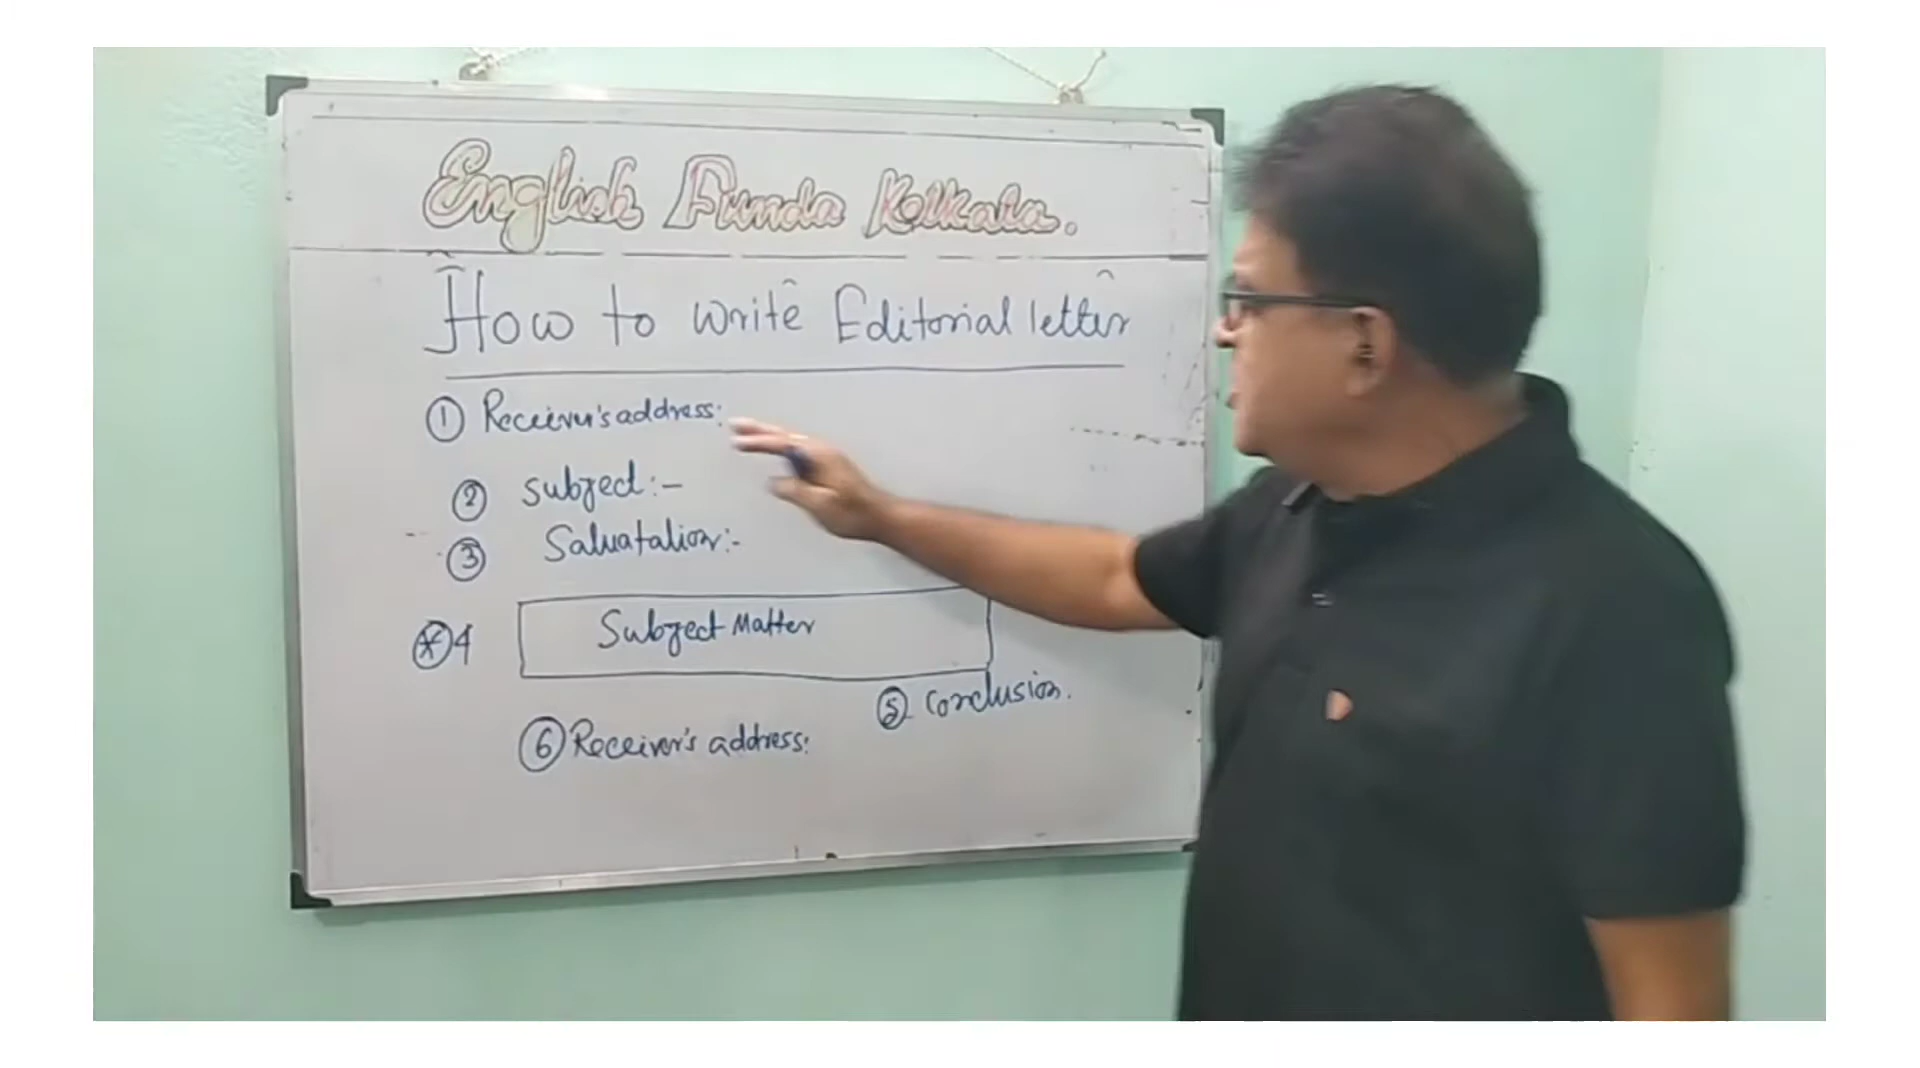 English Funda Kolkata.
How to write Editorial letter
① Receiver's address:
② Subject:-
③ Saluatation:-
* 4 Subject Matter
⑤ Conclusion.
⑥ Receiver's address: